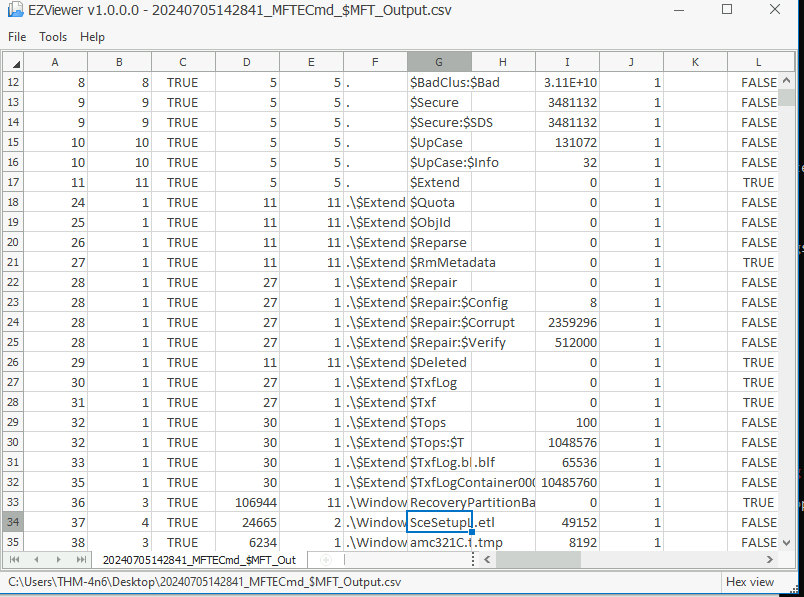 EZViewer v1.0.0.0 - 20240705142841_MFTECmd_$MFT_Output.csv
File Tools Help
A B C D E F G H I J K L
12 8 8 TRUE 5 5 . $BadClus:$Bad 3.11E+10 1 FALSE
13 9 9 TRUE 5 5 . $Secure 3481132 1 FALSE
14 9 9 TRUE 5 5 . $Secure:$SDS 3481132 1 FALSE
15 10 10 TRUE 5 5 . $UpCase 131072 1 FALSE
16 10 10 TRUE 5 5 . $UpCase:$Info 32 1 FALSE
17 11 11 TRUE 5 5 . $Extend 0 1 TRUE
18 24 1 TRUE 11 11 .\$Extend $Quota 0 1 FALSE
19 25 1 TRUE 11 11 .\$Extend $ObjId 0 1 FALSE
20 26 1 TRUE 11 11 .\$Extend $Reparse 0 1 FALSE
21 27 1 TRUE 11 11 .\$Extend $RmMetadata 0 1 TRUE
22 28 1 TRUE 27 1 .\$Extend\ $Repair 0 1 FALSE
23 28 1 TRUE 27 1 .\$Extend\ $Repair:$Config 8 1 FALSE
24 28 1 TRUE 27 1 .\$Extend\ $Repair:$Corrupt 2359296 1 FALSE
25 28 1 TRUE 27 1 .\$Extend\ $Repair:$Verify 512000 1 FALSE
26 29 1 TRUE 11 11 .\$Extend $Deleted 0 1 TRUE
27 30 1 TRUE 27 1 .\$Extend\ $TxfLog 0 1 TRUE
28 31 1 TRUE 27 1 .\$Extend\ $Txf 0 1 TRUE
29 32 1 TRUE 30 1 .\$Extend\ $Tops 100 1 FALSE
30 32 1 TRUE 30 1 .\$Extend\ $Tops:$T 1048576 1 FALSE
31 33 1 TRUE 30 1 .\$Extend\ $TxfLog.bl .blf 65536 1 FALSE
32 35 1 TRUE 30 1 .\$Extend\ $TxfLogContainer000 10485760 1 FALSE
33 36 3 TRUE 106944 11 .\Window RecoveryPartitionBa 0 1 TRUE
34 37 4 TRUE 24665 2 .\Window SceSetupL .etl 49152 1 FALSE
35 38 3 TRUE 6234 1 .\Window amc321C.t .tmp 8192 1 FALSE
20240705142841_MFTECmd_$MFT_Out
C:\Users\THM-4n6\Desktop\20240705142841_MFTECmd_$MFT_Output.csv Hex view